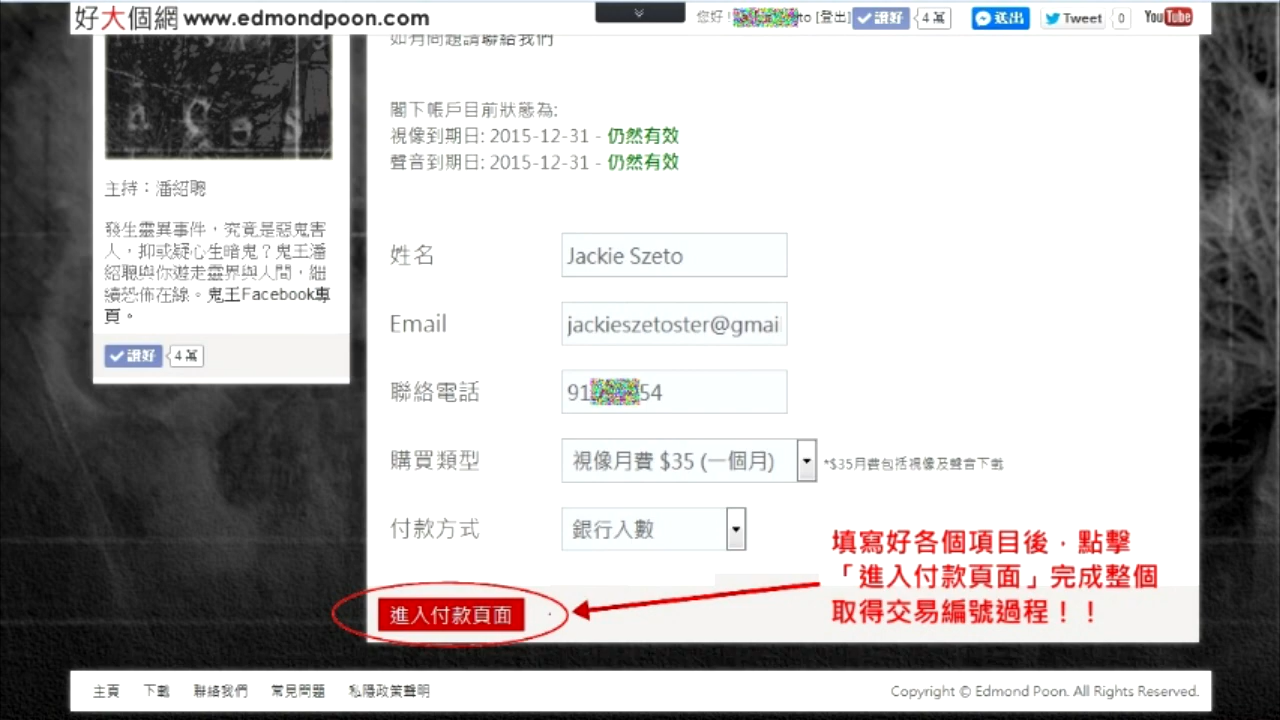 好大個網 www.edmondpoon.com
您好! to [登出] 讚好 4 萬 送出 Tweet 0 YouTube
如有問題請聯絡我們
閣下帳戶目前狀態為:
視像到期日: 2015-12-31 - 仍然有效
聲音到期日: 2015-12-31 - 仍然有效
主持：潘紹聰
發生靈異事件，究竟是惡鬼害
人，抑或疑心生暗鬼？鬼王潘
紹聰與你遊走靈界與人間，繼
續恐佈在線。鬼王Facebook專
頁。
讚好 4 萬
姓名 Jackie Szeto
Email jackieszetoster@gmai
聯絡電話 91 54
購買類型 視像月費 $35 (一個月) *$35月費包括視像及聲音下載
付款方式 銀行入數
填寫好各個項目後，點擊
「進入付款頁面」完成整個
取得交易編號過程！！
進入付款頁面
主頁 下載 聯絡我們 常見問題 私隱政策聲明
Copyright © Edmond Poon. All Rights Reserved.